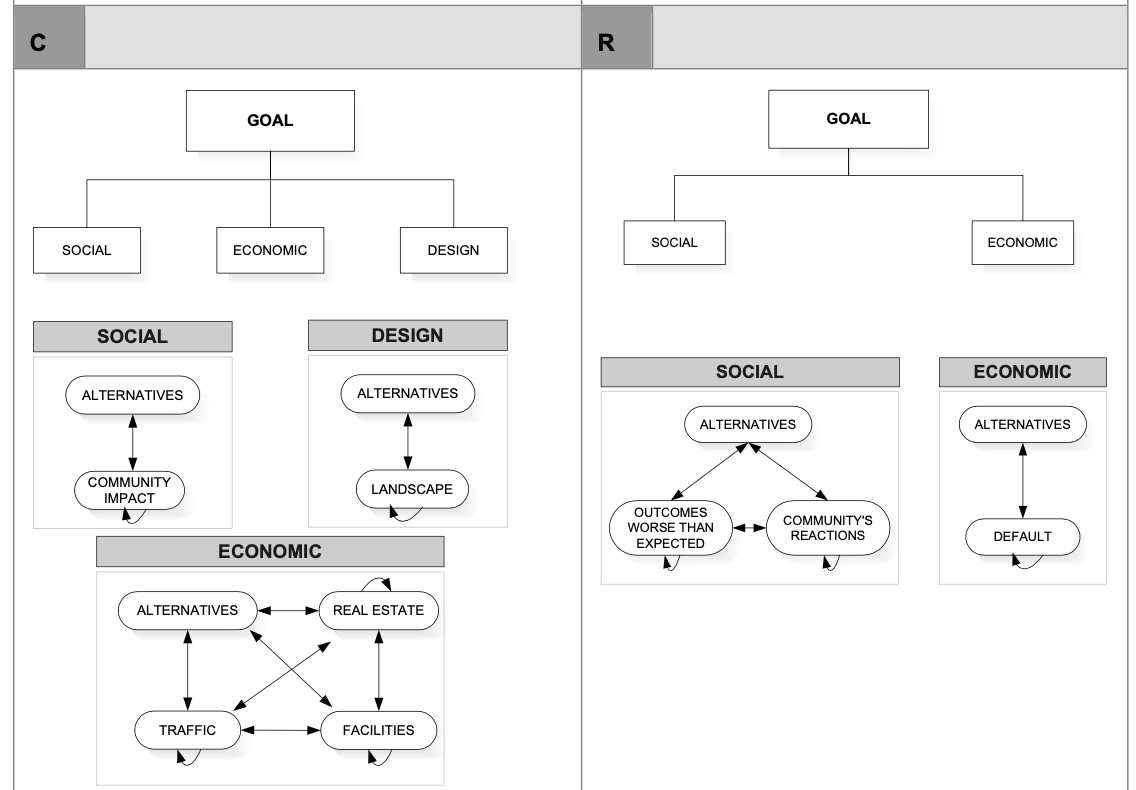 C
GOAL
SOCIAL
ECONOMIC
DESIGN
SOCIAL
ALTERNATIVES
COMMUNITY
IMPACT
DESIGN
ALTERNATIVES
LANDSCAPE
ECONOMIC
ALTERNATIVES
REAL ESTATE
TRAFFIC
FACILITIES
R
GOAL
SOCIAL
ECONOMIC
SOCIAL
ALTERNATIVES
OUTCOMES
WORSE THAN
EXPECTED
COMMUNITY'S
REACTIONS
ECONOMIC
ALTERNATIVES
DEFAULT